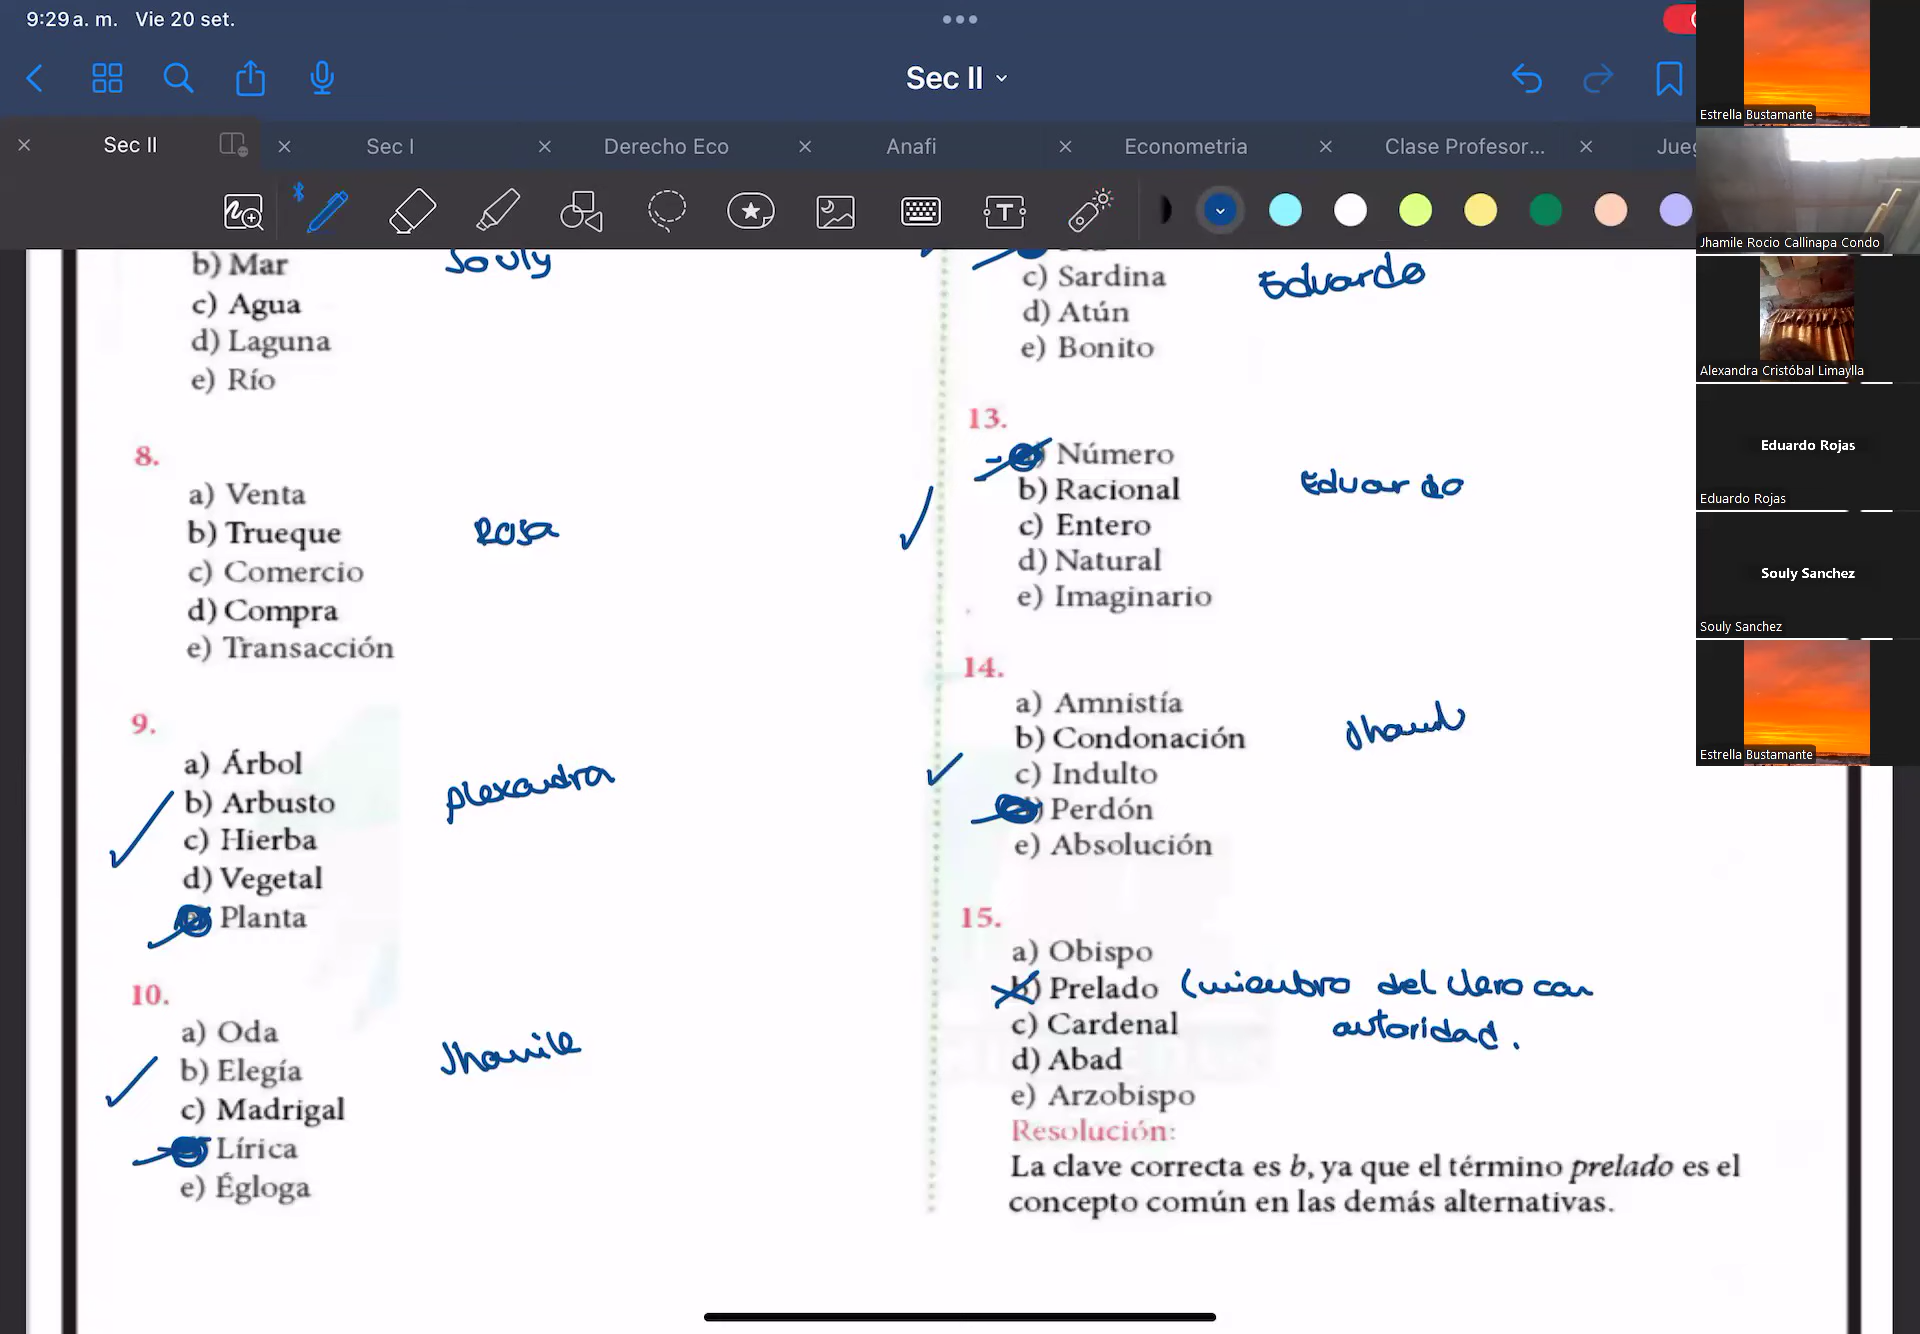 9:29 a. m. Vie 20 set.
Sec II
Sec II
Sec I
Derecho Eco
Anafi
Econometria
Clase Profesor...
b) Mar
Souly
c) Agua
d) Laguna
e) Río
8.
a) Venta
b) Trueque
Rosa
c) Comercio
d) Compra
e) Transacción
9.
a) Árbol
b) Arbusto
Alexandra
c) Hierba
d) Vegetal
Planta
10.
a) Oda
b) Elegía
Jhamile
c) Madrigal
Lírica
e) Égloga
c) Sardina
Eduardo
d) Atún
e) Bonito
13.
Número
b) Racional
Eduardo
c) Entero
d) Natural
e) Imaginario
14.
a) Amnistía
b) Condonación
c) Indulto
Perdón
e) Absolución
15.
a) Obispo
b) Prelado (miembro del clero con
autoridad.
c) Cardenal
d) Abad
e) Arzobispo
Resolución:
La clave correcta es b, ya que el término prelado es el
concepto común en las demás alternativas.
Estrella Bustamante
Jhamile Rocio Callinapa Condo
Alexandra Cristóbal Limaylla
Eduardo Rojas
Eduardo Rojas
Souly Sanchez
Souly Sanchez
Estrella Bustamante